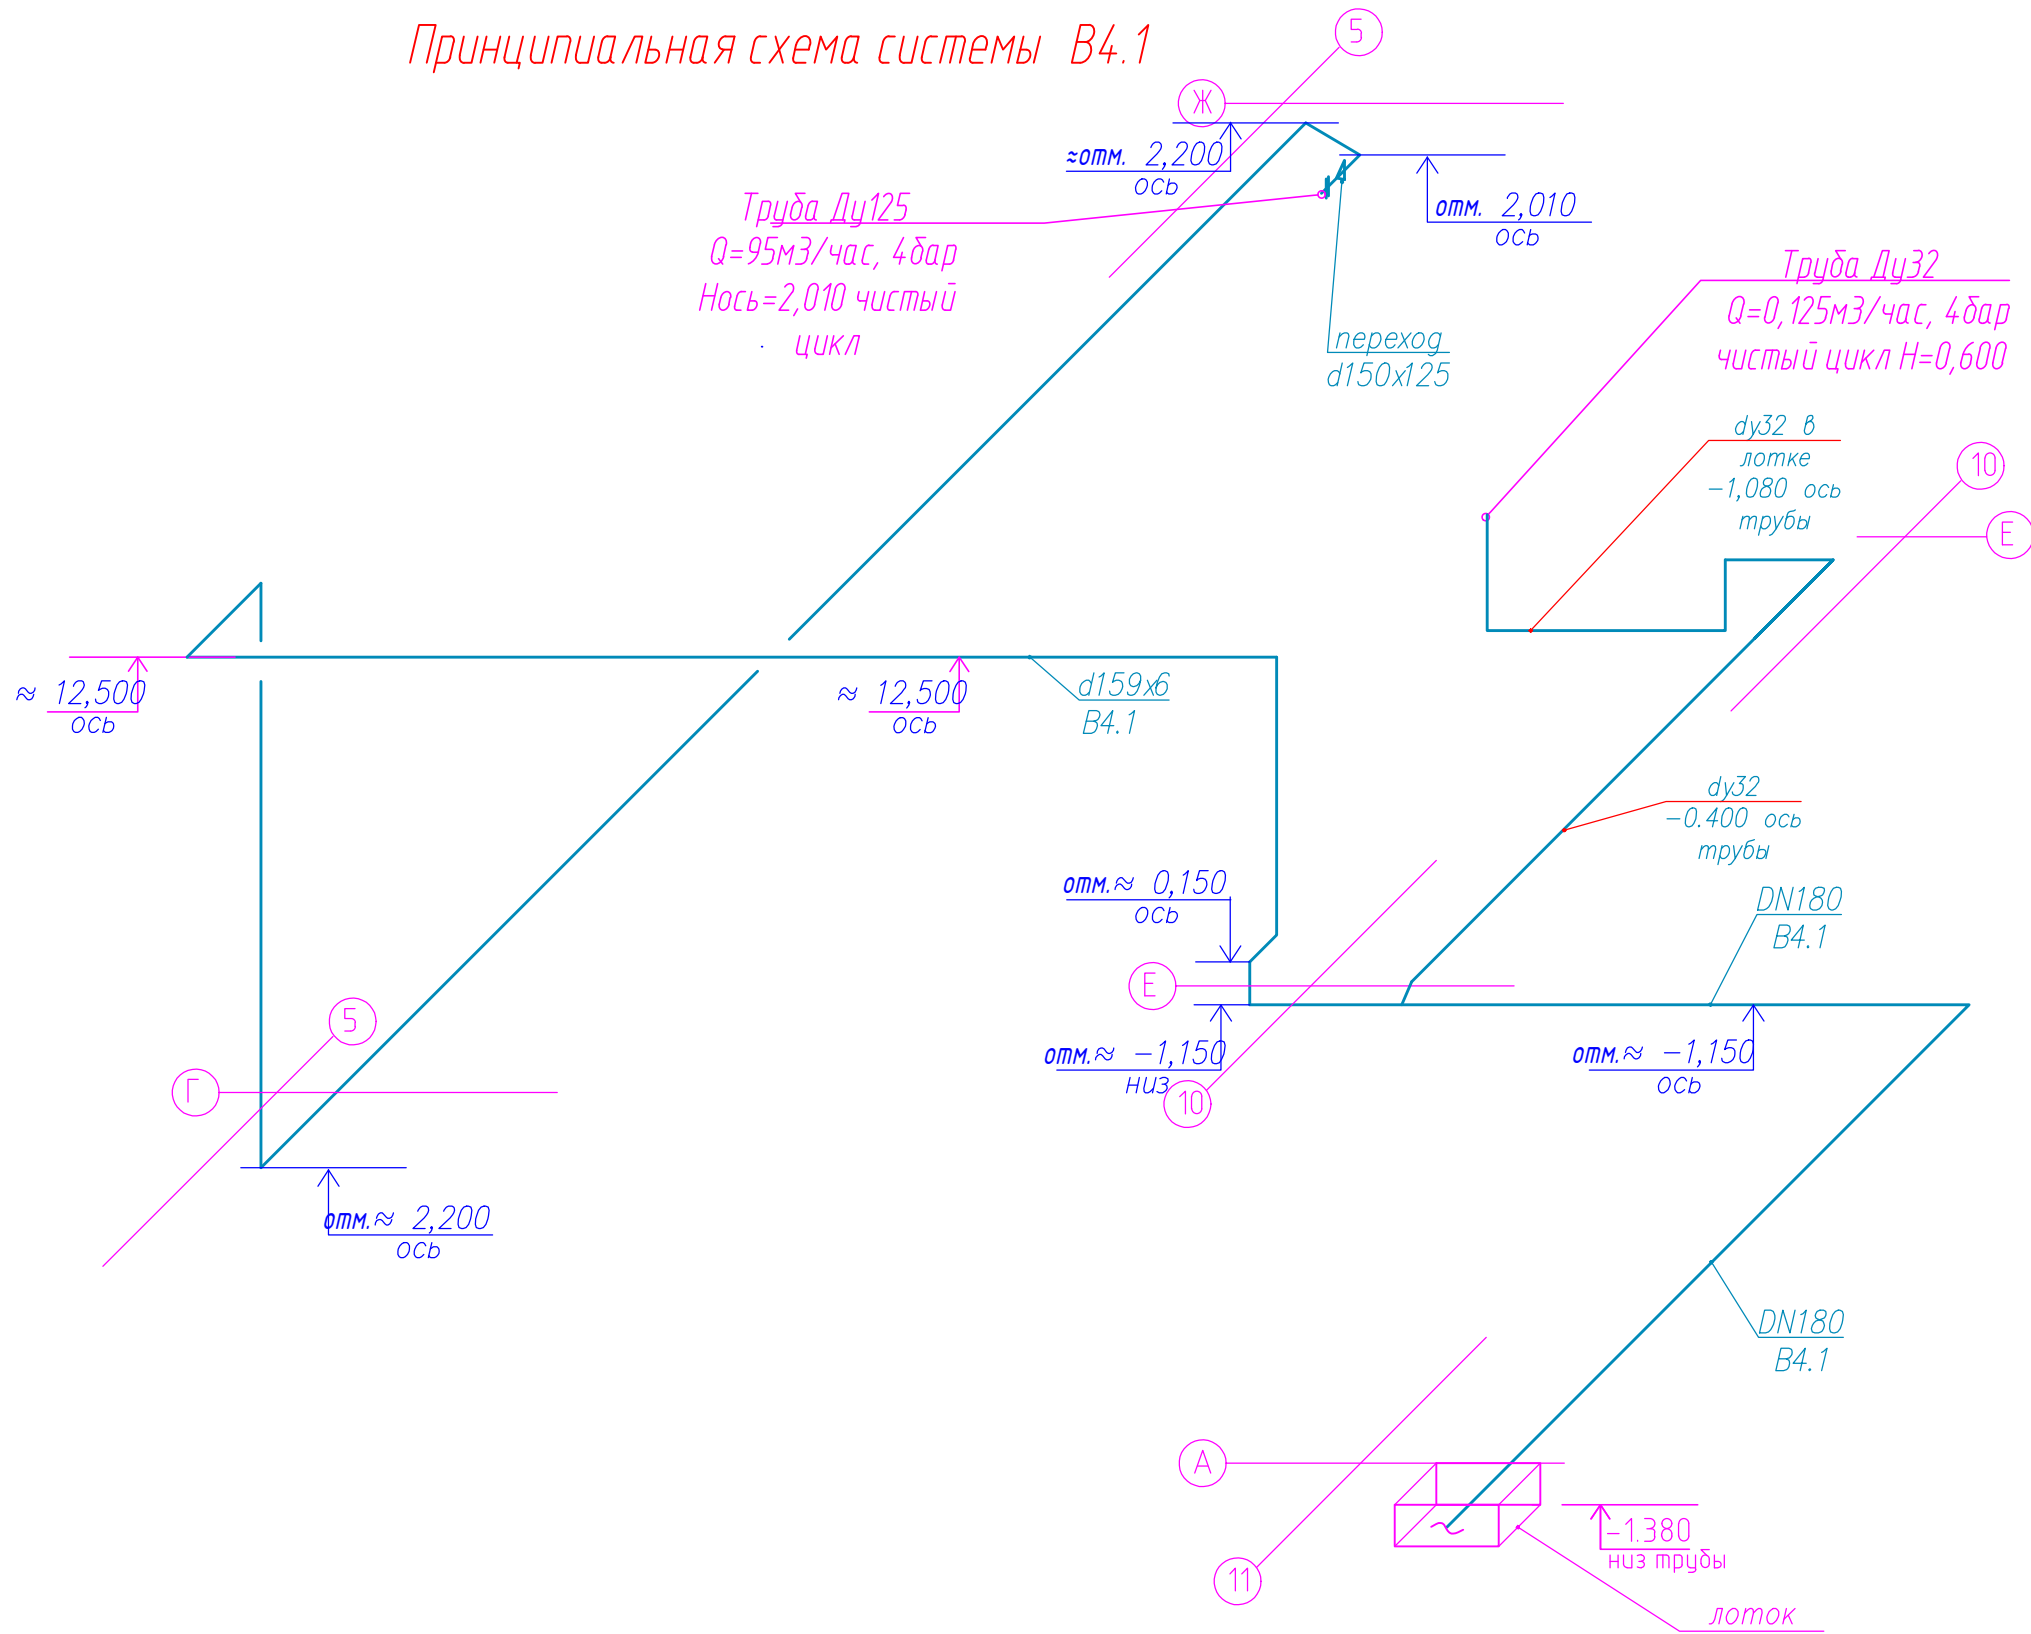 Принципиальная схема системы В4.1
5
Ж
≈отм. 2,200
ось
отм. 2,010
ось
Труба Ду125
Q=95м3/час, 4бар
Нось=2,010 чистый
цикл
переход
d150х125
Труба Ду32
Q=0,125м3/час, 4бар
чистый цикл Н=0,600
dу32 в
лотке
-1,080 ось
трубы
10
Е
≈ 12,500
ось
≈ 12,500
ось
d159х6
В4.1
dу32
-0.400 ось
трубы
отм.≈ 0,150
ось
DN180
В4.1
Е
5
Г
отм.≈ -1,150
низ
10
отм.≈ -1,150
ось
отм.≈ 2,200
ось
DN180
В4.1
А
-1.380
низ трубы
11
лоток